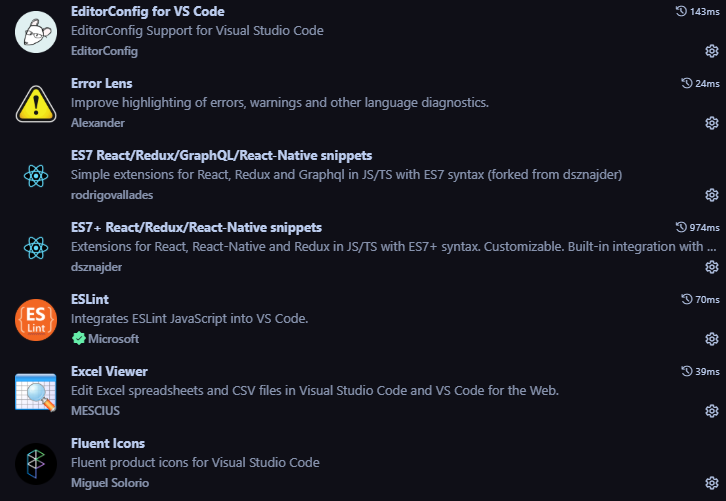 EditorConfig for VS Code
143ms
EditorConfig Support for Visual Studio Code
EditorConfig
Error Lens
24ms
Improve highlighting of errors, warnings and other language diagnostics.
Alexander
ES7 React/Redux/GraphQL/React-Native snippets
Simple extensions for React, Redux and Graphql in JS/TS with ES7 syntax (forked from dsznajder)
rodrigovallades
ES7+ React/Redux/React-Native snippets
974ms
Extensions for React, React-Native and Redux in JS/TS with ES7+ syntax. Customizable. Built-in integration with ...
dsznajder
ES
Lint
ESLint
70ms
Integrates ESLint JavaScript into VS Code.
Microsoft
Excel Viewer
39ms
Edit Excel spreadsheets and CSV files in Visual Studio Code and VS Code for the Web.
MESCIUS
Fluent Icons
Fluent product icons for Visual Studio Code
Miguel Solorio